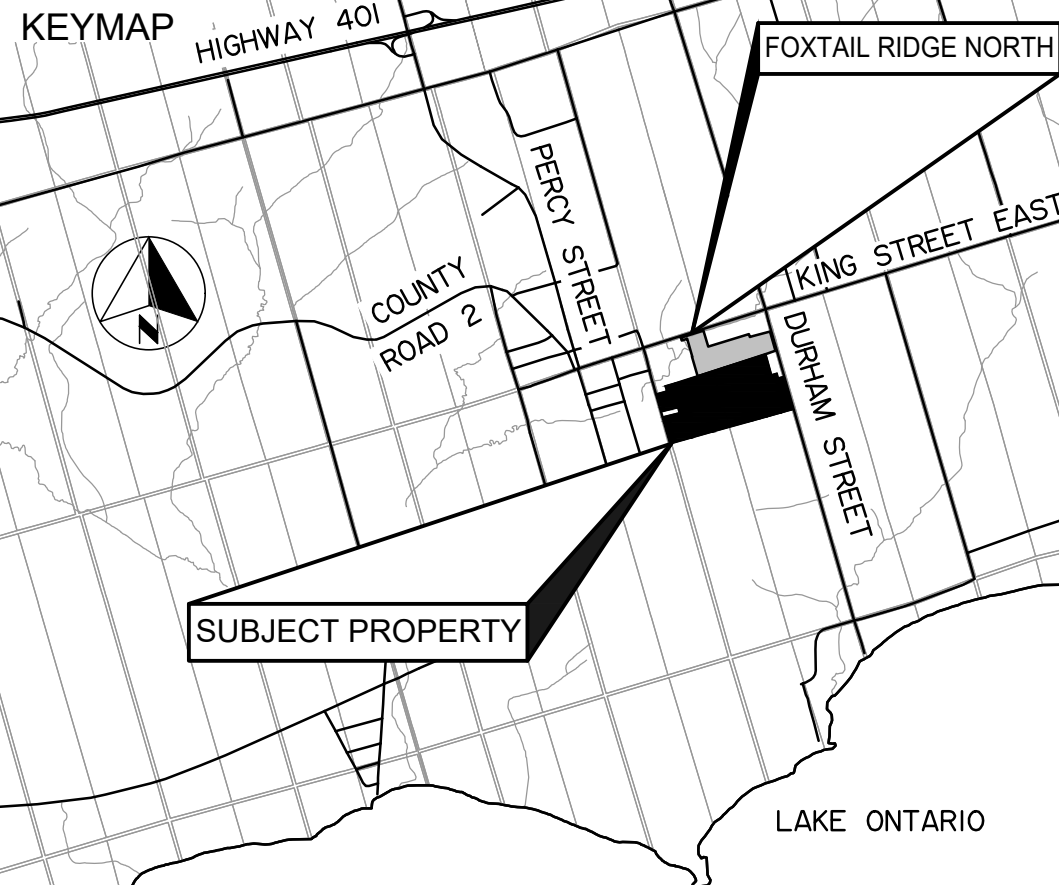 KEYMAP
HIGHWAY 401
FOXTAIL RIDGE NORTH
PERCY STREET
KING STREET EAST
COUNTY
ROAD 2
N
DURHAM STREET
SUBJECT PROPERTY
LAKE ONTARIO